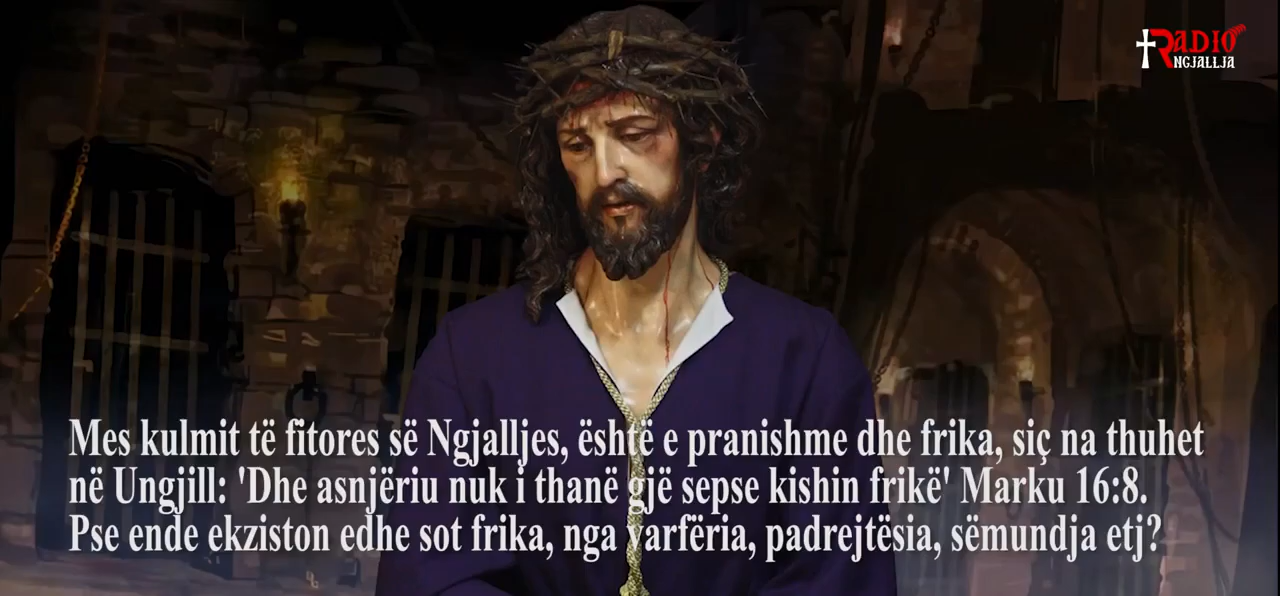 RADIO
NGJALLJA
Mes kulmit të fitores së Ngjalljes, është e pranishme dhe frika, siç na thuhet
në Ungjill: 'Dhe asnjëriu nuk i thanë gjë sepse kishin frikë' Marku 16:8.
Pse ende ekziston edhe sot frika, nga varfëria, padrejtësia, sëmundja etj?